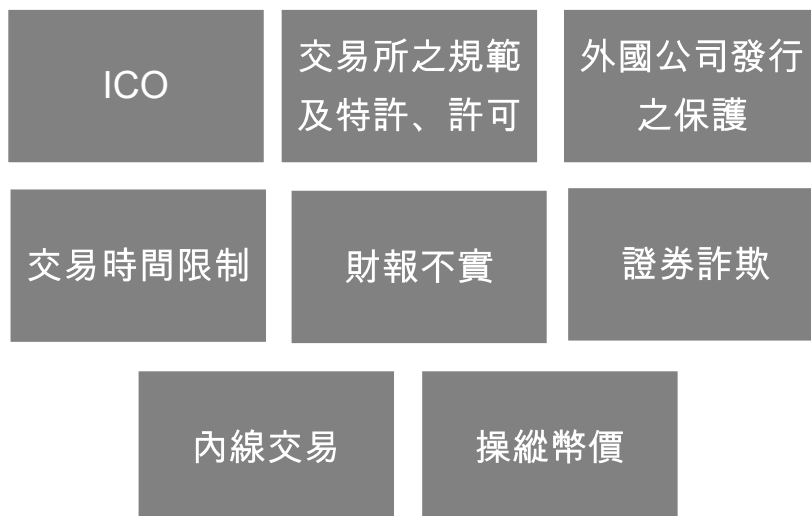 ICO
交易所之規範
及特許、許可
外國公司發行
之保護
交易時間限制
財報不實
證券詐欺
內線交易
操縱幣價